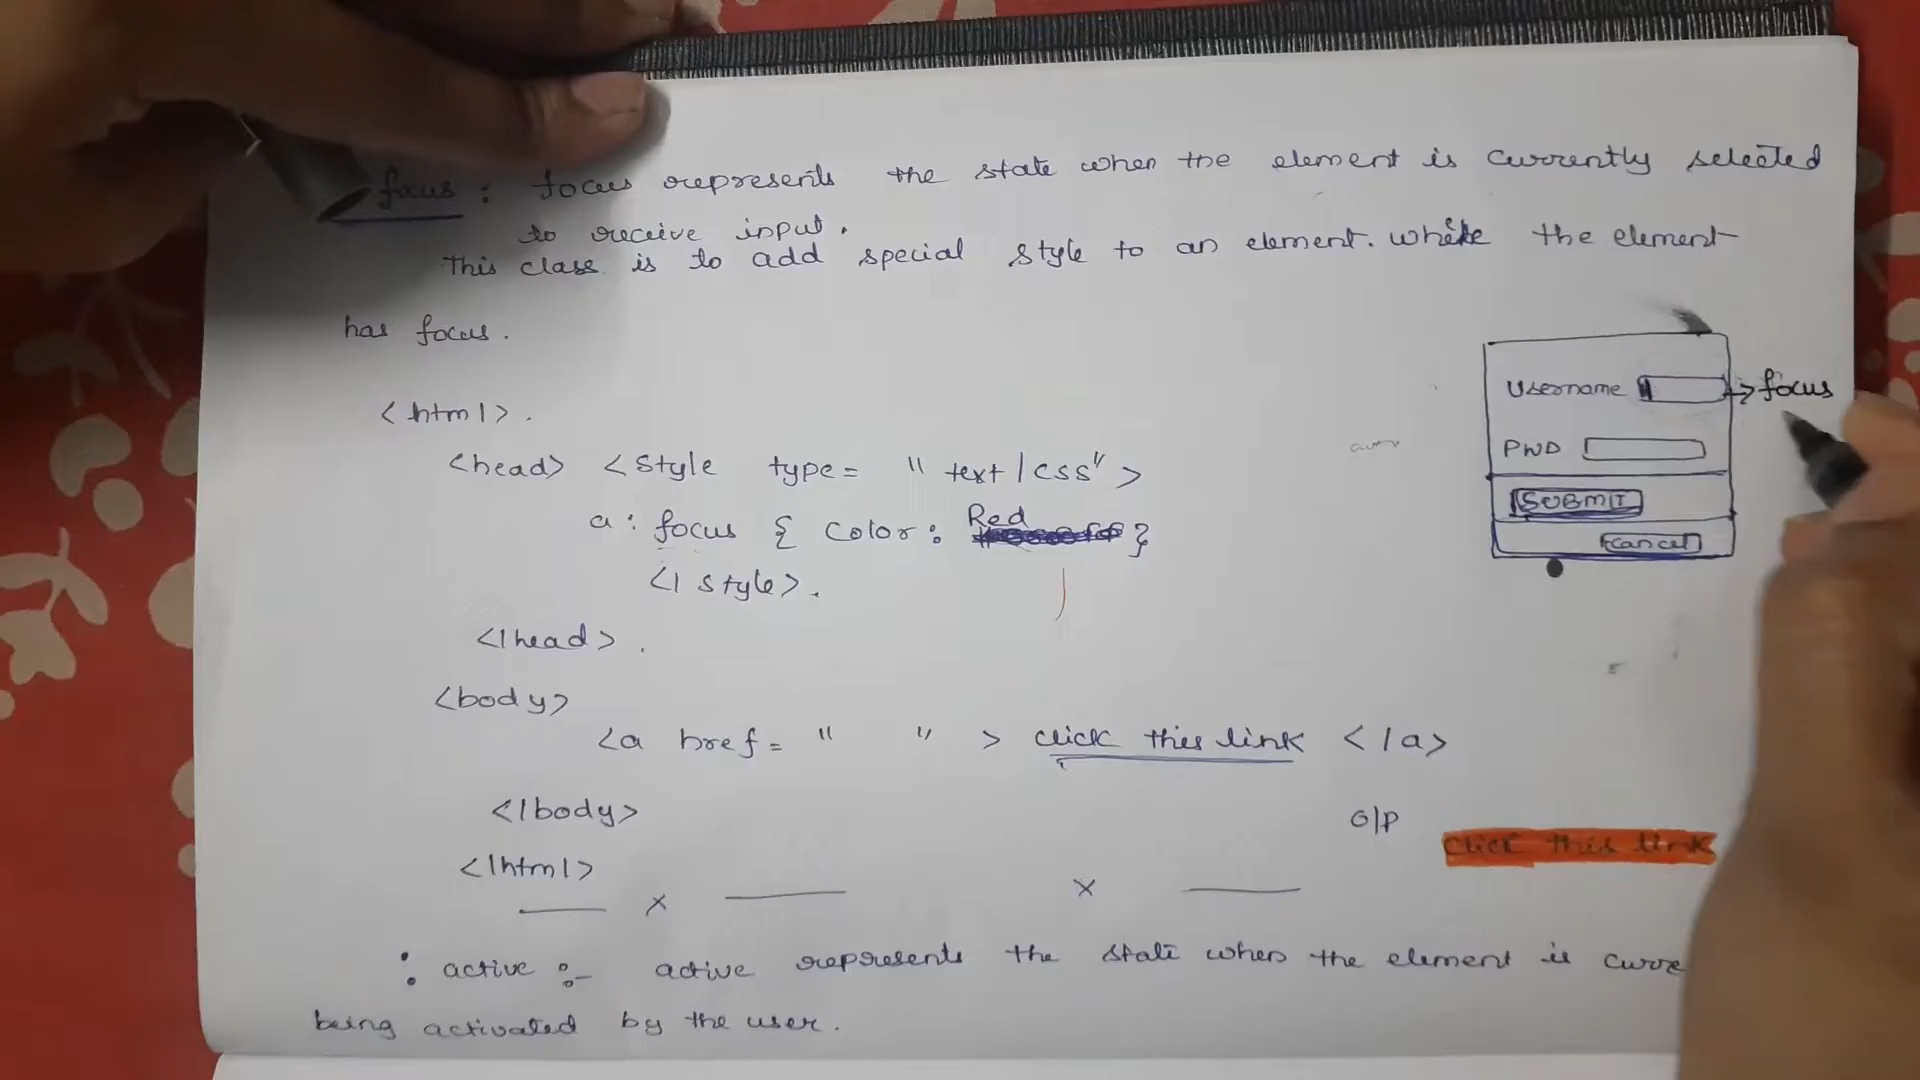 focus : focus represents the state when the element is currently selected
to receive input.
This class is to add special style to an element. while the element
has focus.
<html>.
<head> <style type= "text/css">
a: focus { color: Red }
</style>.
</head>.
<body>
<a href= " " > click this link </a>
</body>
</html>
Username → focus
PWD
SUBMIT
cancel
O/P click this link
x x
: active :- active represents the state when the element is curre
being activated by the user.